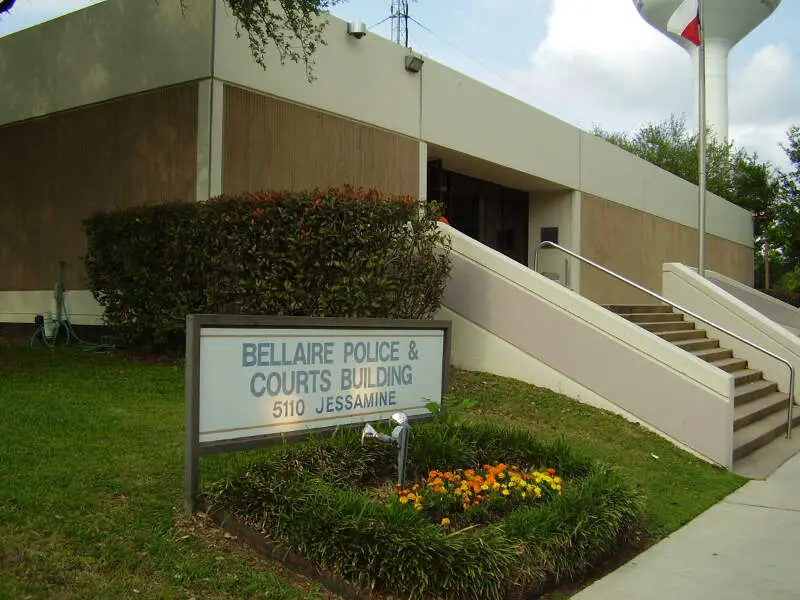 BELLAIRE POLICE &
COURTS BUILDING
5110 JESSAMINE